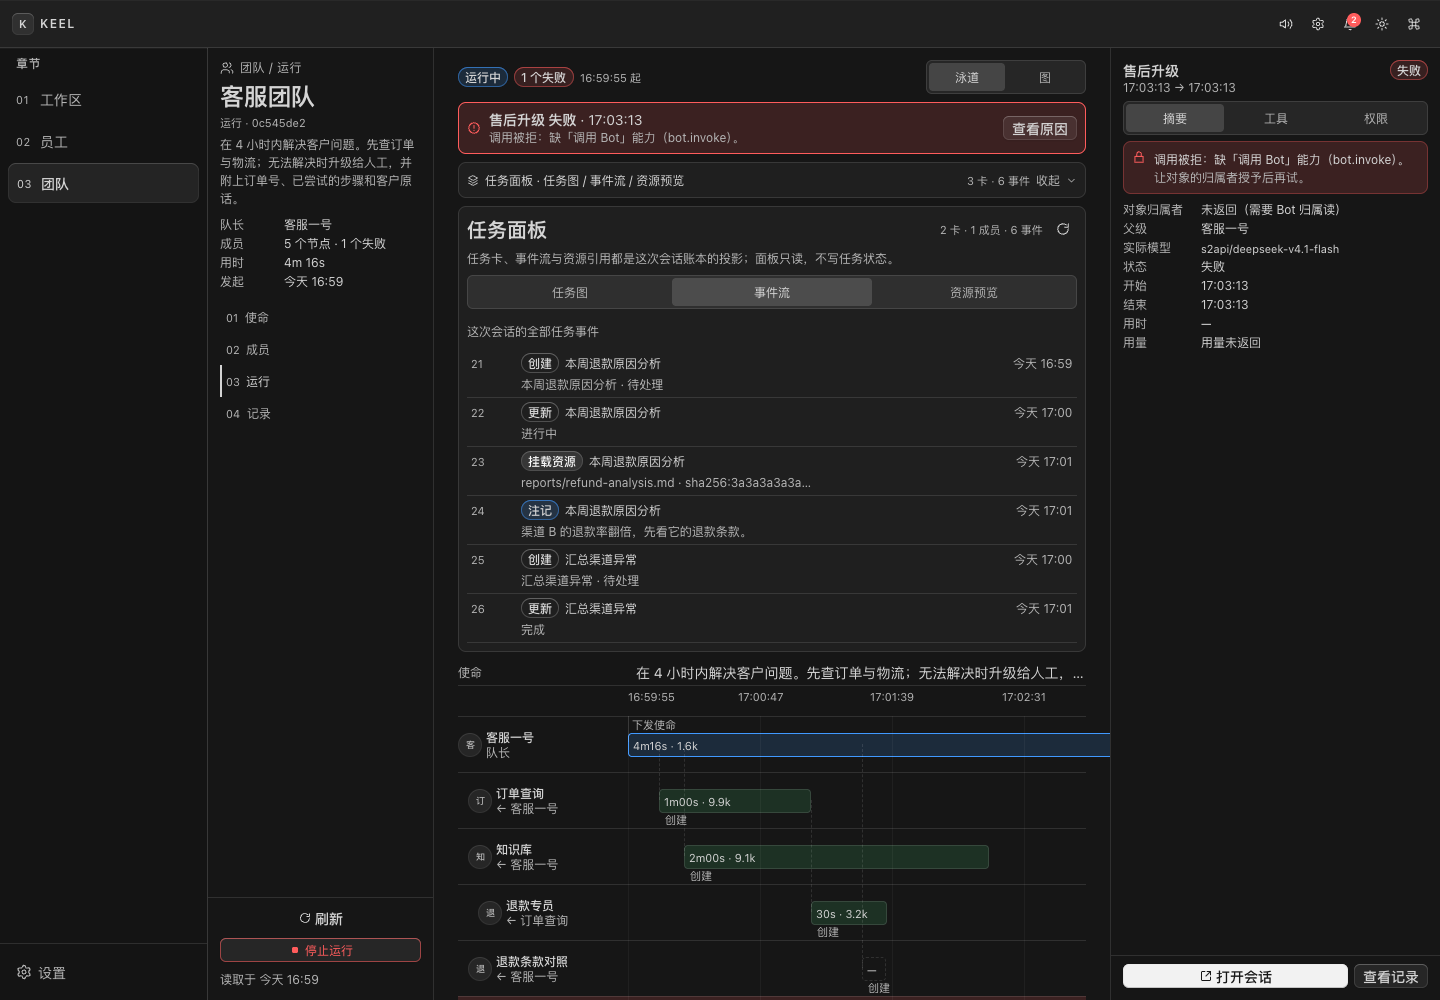 K KEEL
2
章节
01 工作区
02 员工
03 团队
设置
团队 / 运行
客服团队
运行 · 0c545de2
在 4 小时内解决客户问题。先查订单
与物流；无法解决时升级给人工，并
附上订单号、已尝试的步骤和客户原
话。
队长 客服一号
成员 5 个节点 · 1 个失败
用时 4m 16s
发起 今天 16:59
01 使命
02 成员
03 运行
04 记录
刷新
停止运行
读取于 今天 16:59
运行中 1 个失败 16:59:55 起
泳道 图
售后升级 失败 · 17:03:13
调用被拒：缺「调用 Bot」能力（bot.invoke）。
查看原因
任务面板 · 任务图 / 事件流 / 资源预览
3 卡 · 6 事件 收起
任务面板
2 卡 · 1 成员 · 6 事件
任务卡、事件流与资源引用都是这次会话账本的投影；面板只读，不写任务状态。
任务图 事件流 资源预览
这次会话的全部任务事件
21 创建 本周退款原因分析 今天 16:59
本周退款原因分析 · 待处理
22 更新 本周退款原因分析 今天 17:00
进行中
23 挂载资源 本周退款原因分析 今天 17:01
reports/refund-analysis.md · sha256:3a3a3a3a3a…
24 注记 本周退款原因分析 今天 17:01
渠道 B 的退款率翻倍，先看它的退款条款。
25 创建 汇总渠道异常 今天 17:00
汇总渠道异常 · 待处理
26 更新 汇总渠道异常 今天 17:01
完成
使命 在 4 小时内解决客户问题。先查订单与物流；无法解决时升级给人工，…
16:59:55 17:00:47 17:01:39 17:02:31
下发使命
客 客服一号
队长
4m16s · 1.6k
订 订单查询
← 客服一号
1m00s · 9.9k
创建
知 知识库
← 客服一号
2m00s · 9.1k
创建
退 退款专员
← 订单查询
30s · 3.2k
创建
退 退款条款对照
← 客服一号
—
创建
售后升级 失败
17:03:13 → 17:03:13
摘要 工具 权限
调用被拒：缺「调用 Bot」能力（bot.invoke）。
让对象的归属者授予后再试。
对象归属者 未返回（需要 Bot 归属读）
父级 客服一号
实际模型 s2api/deepseek-v4.1-flash
状态 失败
开始 17:03:13
结束 17:03:13
用时 —
用量 用量未返回
打开会话 查看记录